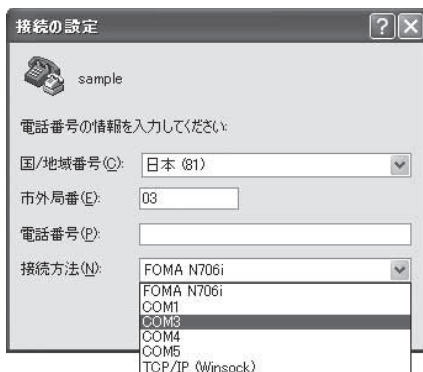 接続の設定
sample
電話番号の情報を入力してください:
国/地域番号(C): 日本 (81)
市外局番(E): 03
電話番号(P):
接続方法(N): FOMA N706i
FOMA N706i
COM1
COM3
COM4
COM5
TCP/IP (Winsock)